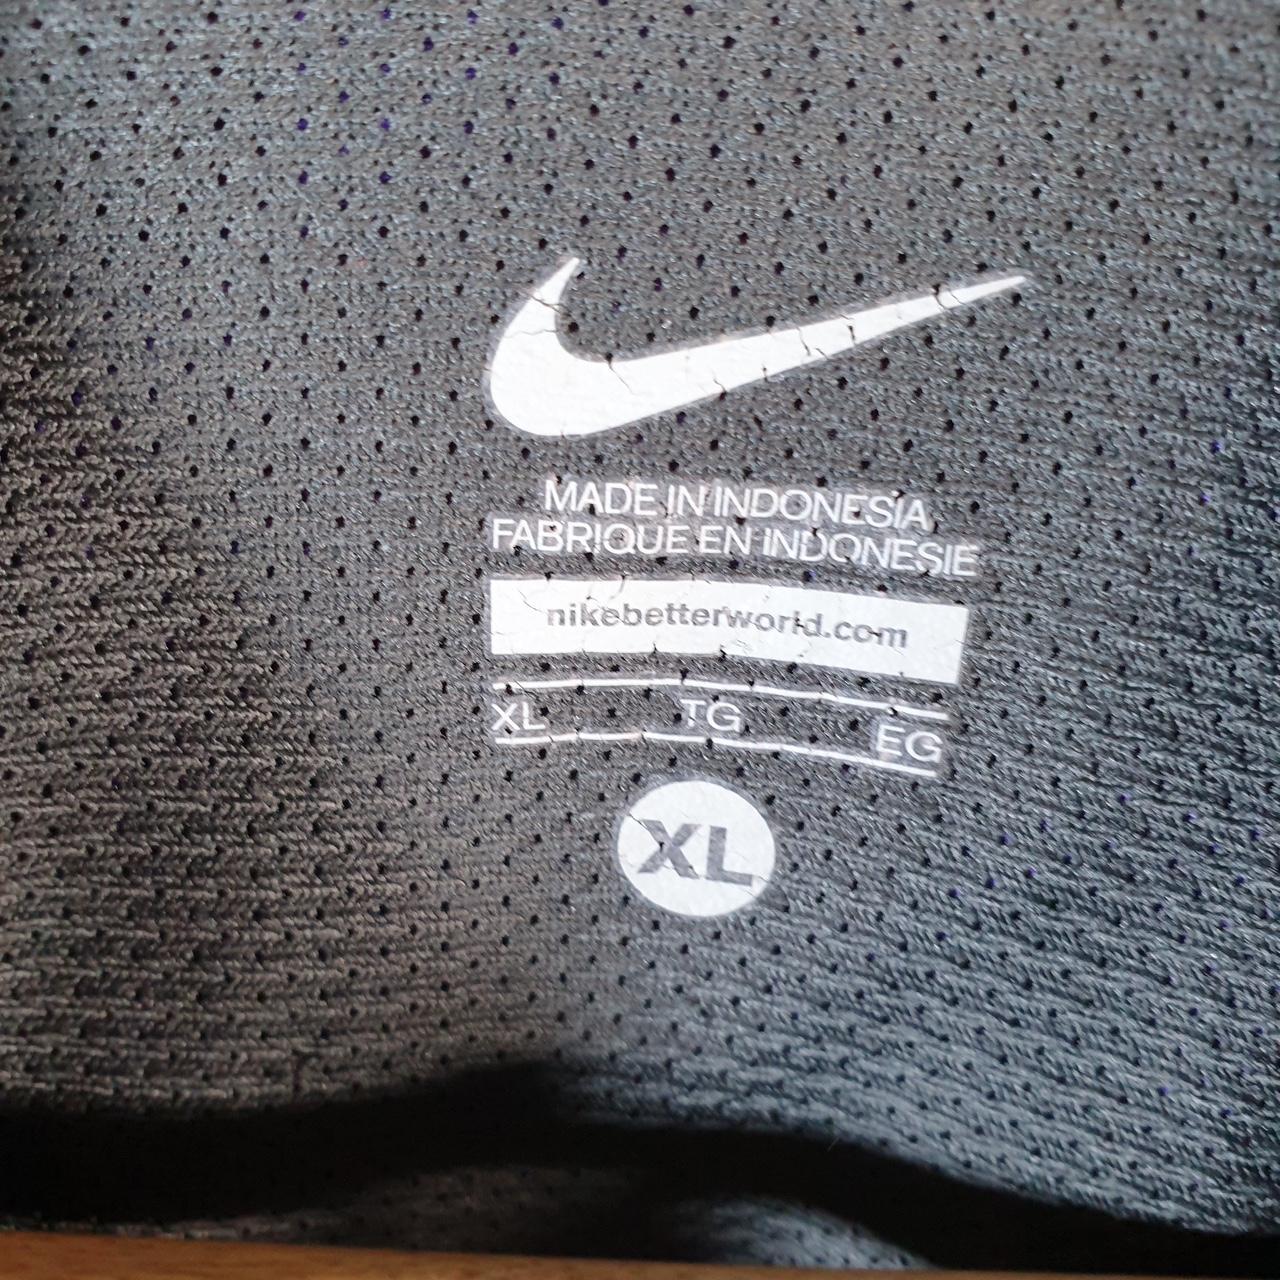 MADE IN INDONESIA
FABRIQUE EN INDONESIE
nikebetterworld.com
XL TG EG
XL